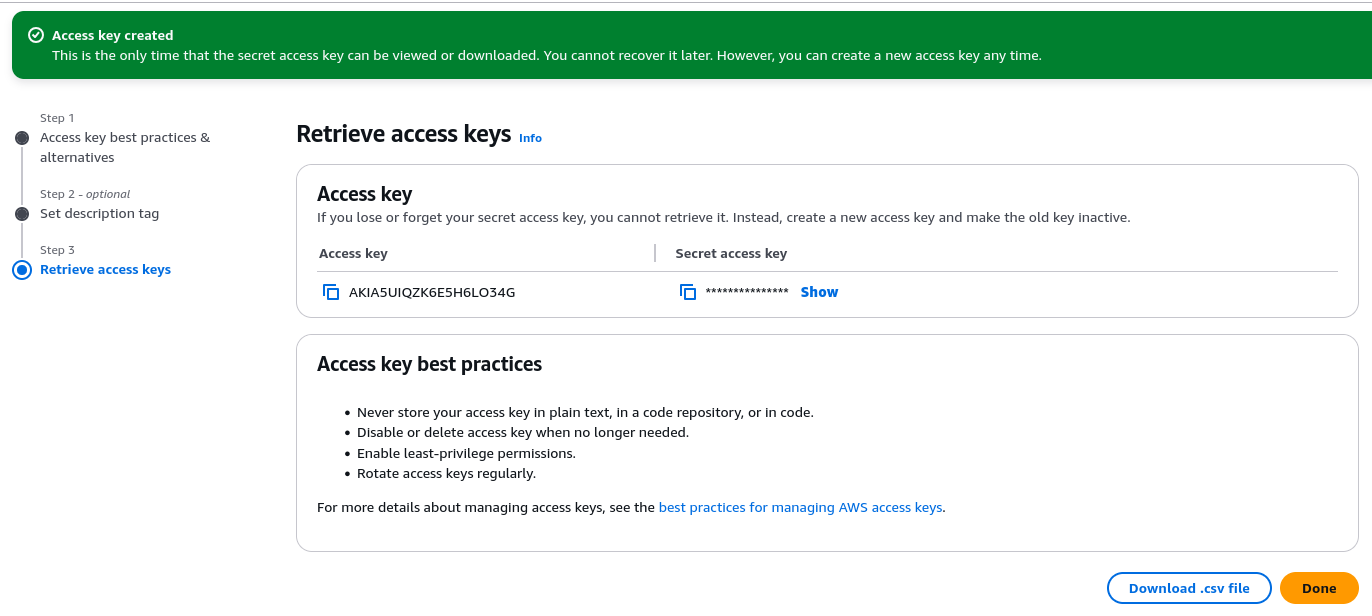 Access key created
This is the only time that the secret access key can be viewed or downloaded. You cannot recover it later. However, you can create a new access key any time.
Step 1
Access key best practices &
alternatives
Step 2 - optional
Set description tag
Step 3
Retrieve access keys
Retrieve access keys Info
Access key
If you lose or forget your secret access key, you cannot retrieve it. Instead, create a new access key and make the old key inactive.
Access key Secret access key
AKIA5UIQZK6E5H6LO34G *************** Show
Access key best practices
• Never store your access key in plain text, in a code repository, or in code.
• Disable or delete access key when no longer needed.
• Enable least-privilege permissions.
• Rotate access keys regularly.
For more details about managing access keys, see the best practices for managing AWS access keys.
Download .csv file Done